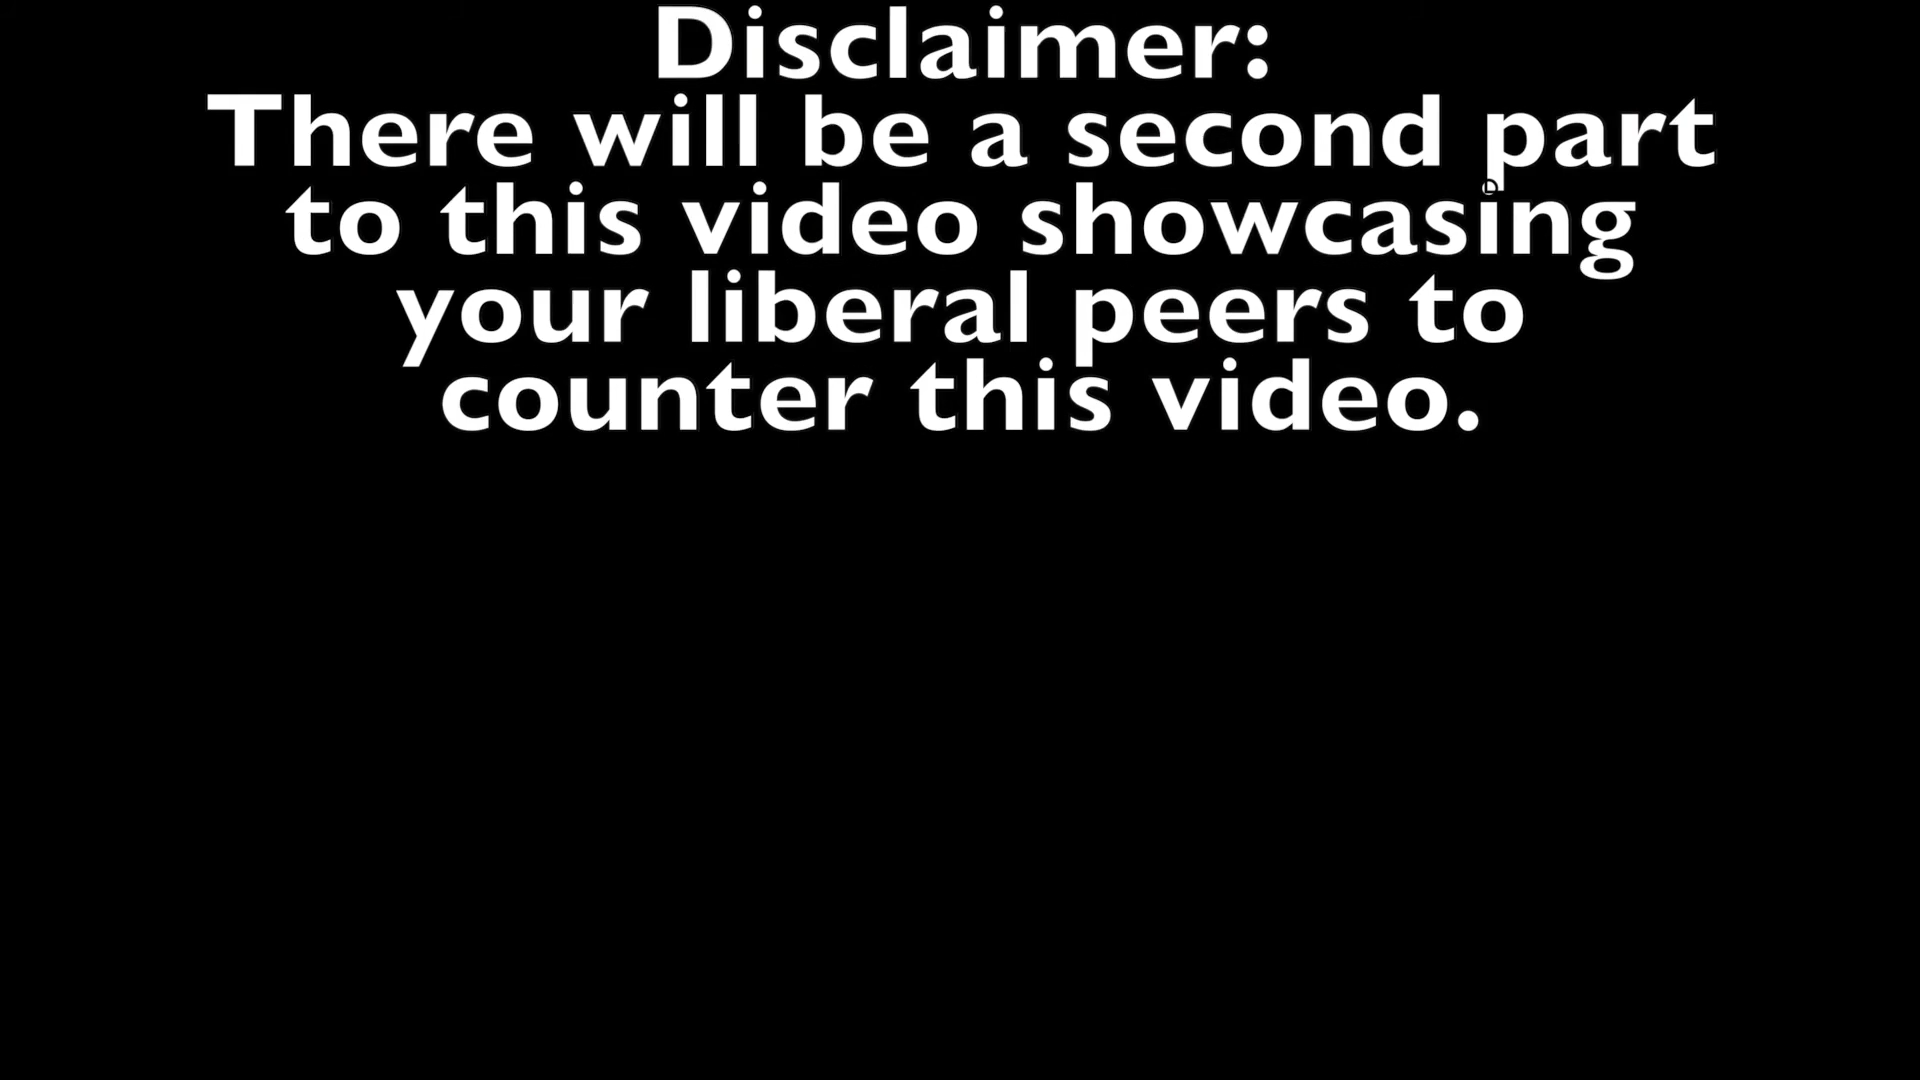 Disclaimer:
There will be a second part
to this video showcasing
your liberal peers to
counter this video.